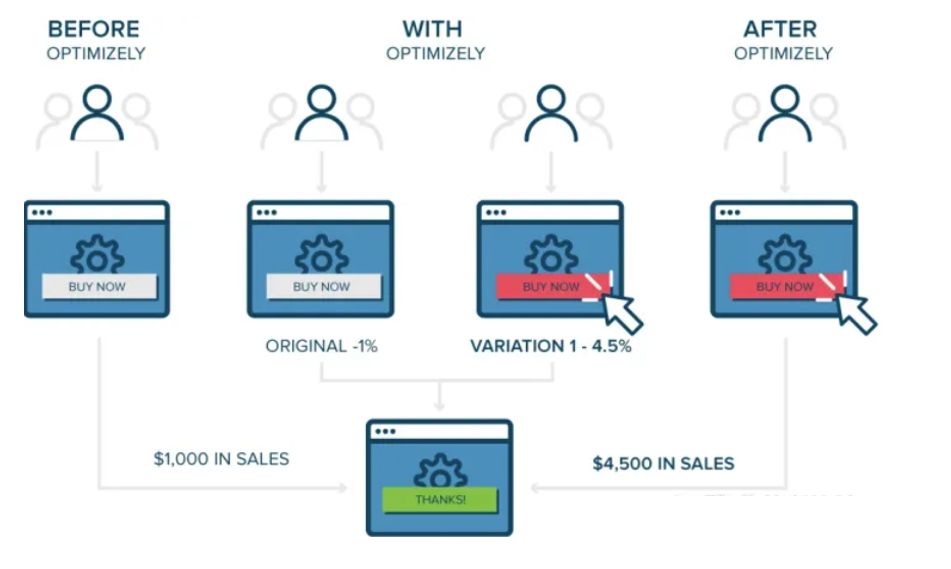 BEFORE
OPTIMIZELY
WITH
OPTIMIZELY
AFTER
OPTIMIZELY
BUY NOW
BUY NOW
BUY NOW
BUY NOW
ORIGINAL -1%
VARIATION 1 - 4.5%
$1,000 IN SALES
$4,500 IN SALES
THANKS!